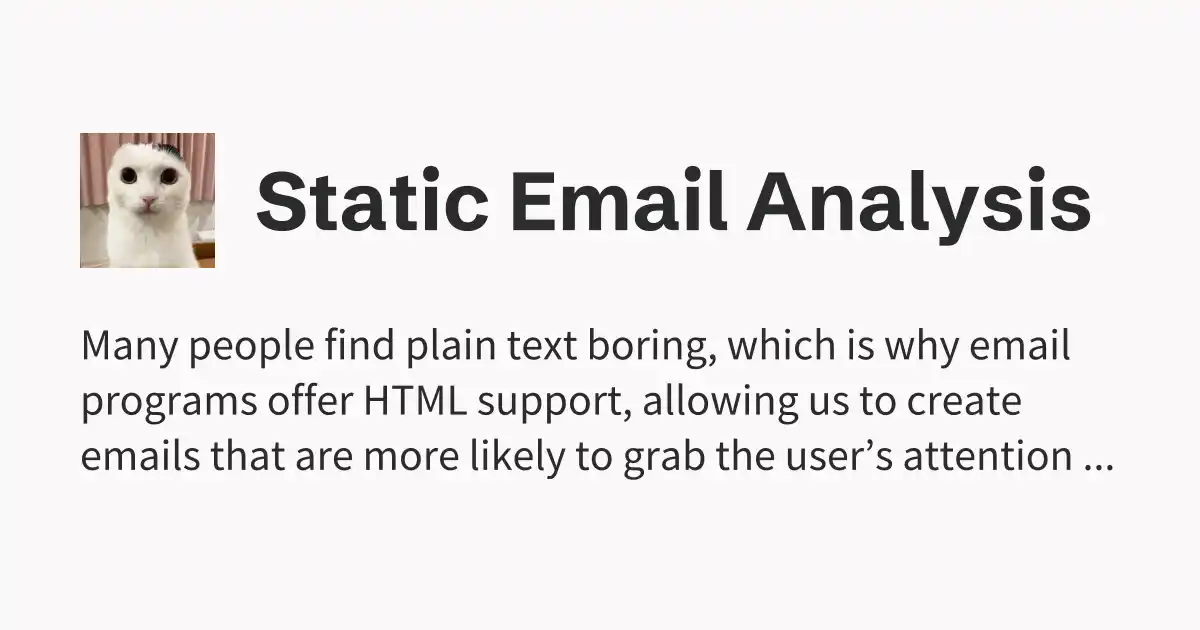 Static Email Analysis
Many people find plain text boring, which is why email
programs offer HTML support, allowing us to create
emails that are more likely to grab the user’s attention ...